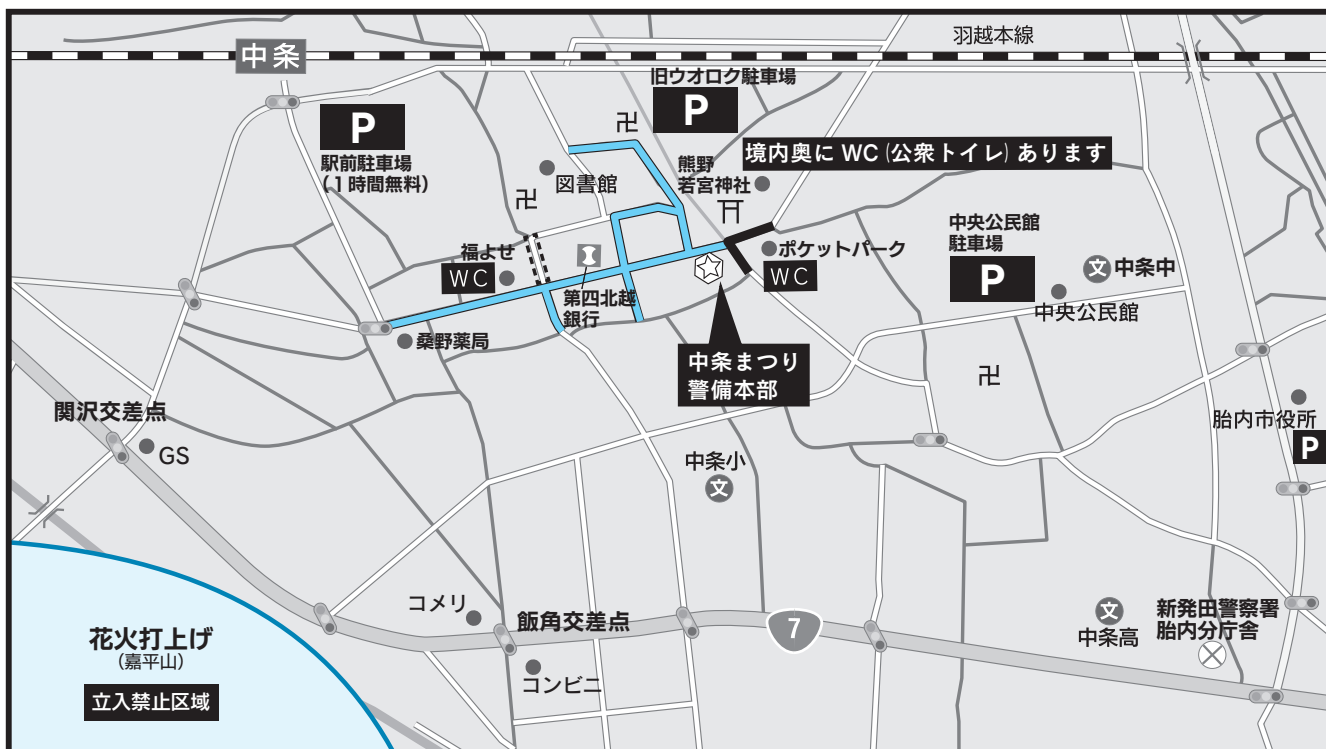 羽越本線
中条
旧ウオロク駐車場
P
P
駅前駐車場
(1時間無料)
境内奥に WC (公衆トイレ) あります
熊野
若宮神社
図書館
中央公民館
駐車場
P
ポケットパーク
WC
文
中条中
中央公民館
福よせ
WC
第四北越
銀行
桑野薬局
中条まつり
警備本部
関沢交差点
GS
胎内市役所
P
中条小
文
コメリ
飯角交差点
7
文
中条高
新発田警察署
胎内分庁舎
花火打上げ
(嘉平山)
立入禁止区域
コンビニ